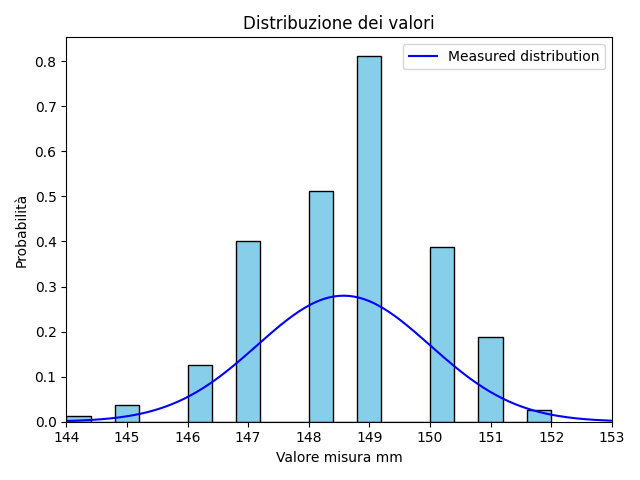 Distribuzione dei valori
Measured distribution
Probabilità
0.8
0.7
0.6
0.5
0.4
0.3
0.2
0.1
0.0
144 145 146 147 148 149 150 151 152 153
Valore misura mm